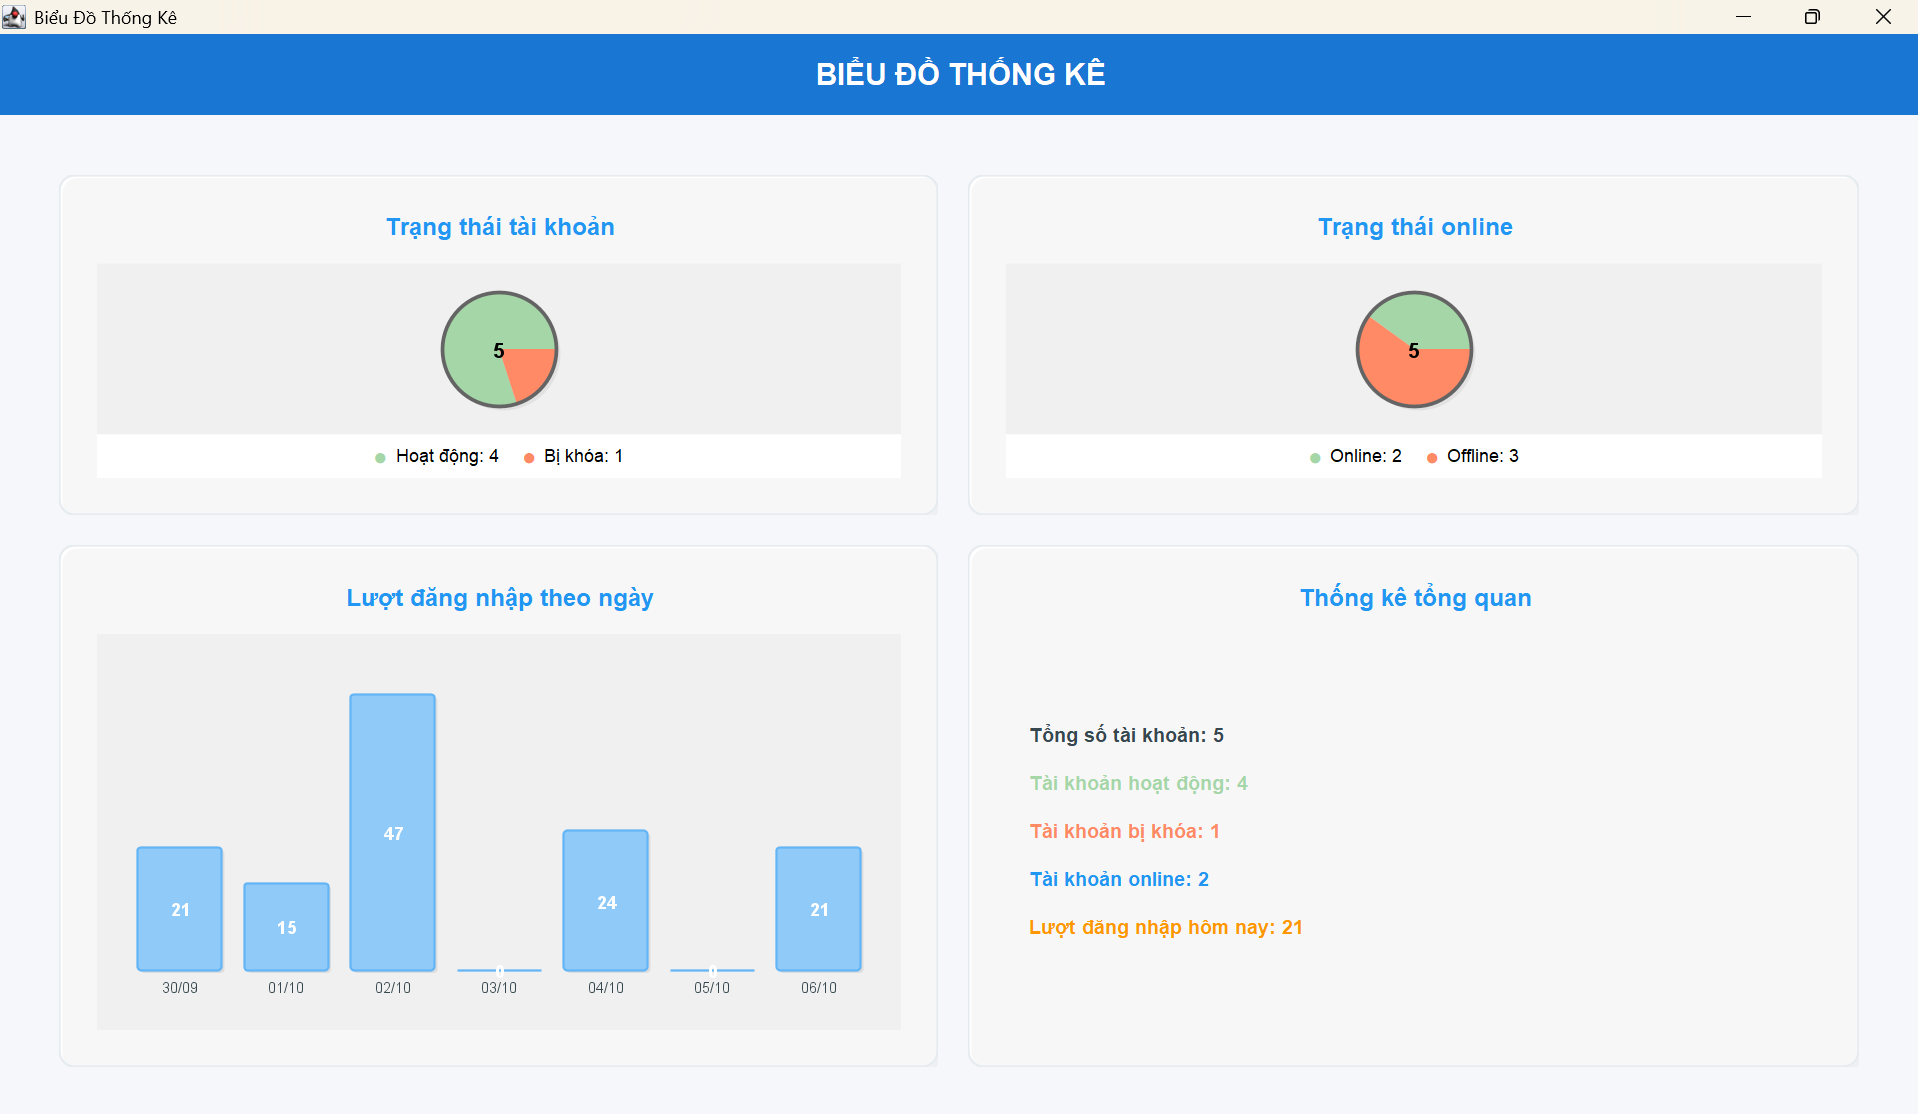 Biểu Đồ Thống Kê
BIỂU ĐỒ THỐNG KÊ
Trạng thái tài khoản
5
Hoạt động: 4 Bị khóa: 1
Trạng thái online
5
Online: 2 Offline: 3
Lượt đăng nhập theo ngày
47
24
21 21
15
0 0
30/09 01/10 02/10 03/10 04/10 05/10 06/10
Thống kê tổng quan
Tổng số tài khoản: 5
Tài khoản hoạt động: 4
Tài khoản bị khóa: 1
Tài khoản online: 2
Lượt đăng nhập hôm nay: 21